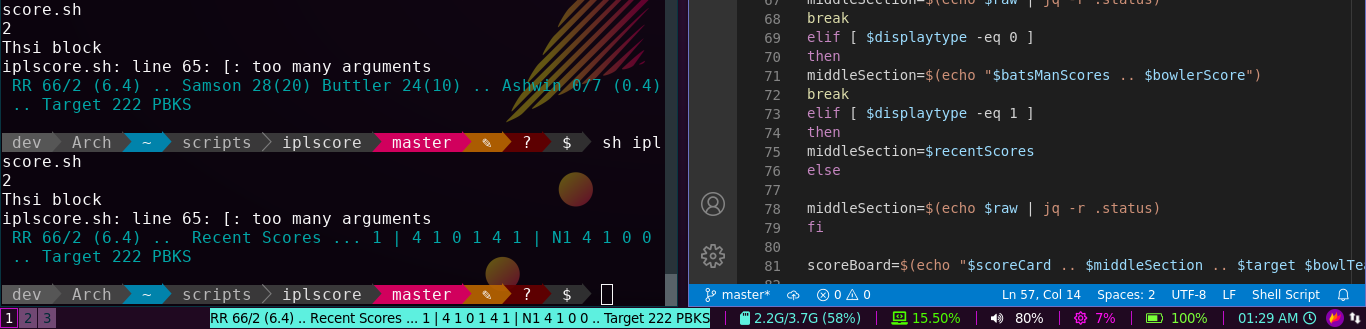 score.sh
2
Thsi block
iplscore.sh: line 65: [: too many arguments
RR 66/2 (6.4) .. Samson 28(20) Buttler 24(10) .. Ashwin 0/7 (0.4)
.. Target 222 PBKS
dev Arch ~ scripts iplscore master ✎ ? $ sh ipl
score.sh
2
Thsi block
iplscore.sh: line 65: [: too many arguments
RR 66/2 (6.4) .. Recent Scores ... 1 | 4 1 0 1 4 1 | N1 4 1 0 0
.. Target 222 PBKS
dev Arch ~ scripts iplscore master ✎ ? $
67 middleSection=$(echo $raw | jq -r .status)
68 break
69 elif [ $displaytype -eq 0 ]
70 then
71 middleSection=$(echo "$batsManScores .. $bowlerScore")
72 break
73 elif [ $displaytype -eq 1 ]
74 then
75 middleSection=$recentScores
76 else
77
78 middleSection=$(echo $raw | jq -r .status)
79 fi
80
81 scoreBoard=$(echo "$scoreCard .. $middleSection .. $target $bowlTea
82
master* 0 0 Ln 57, Col 14 Spaces: 2 UTF-8 LF Shell Script
1 2 3 RR 66/2 (6.4) .. Recent Scores ... 1 | 4 1 0 1 4 1 | N1 4 1 0 0 .. Target 222 PBKS 2.2G/3.7G (58%) | 15.50% | 80% | 7% | 100% | 01:29 AM